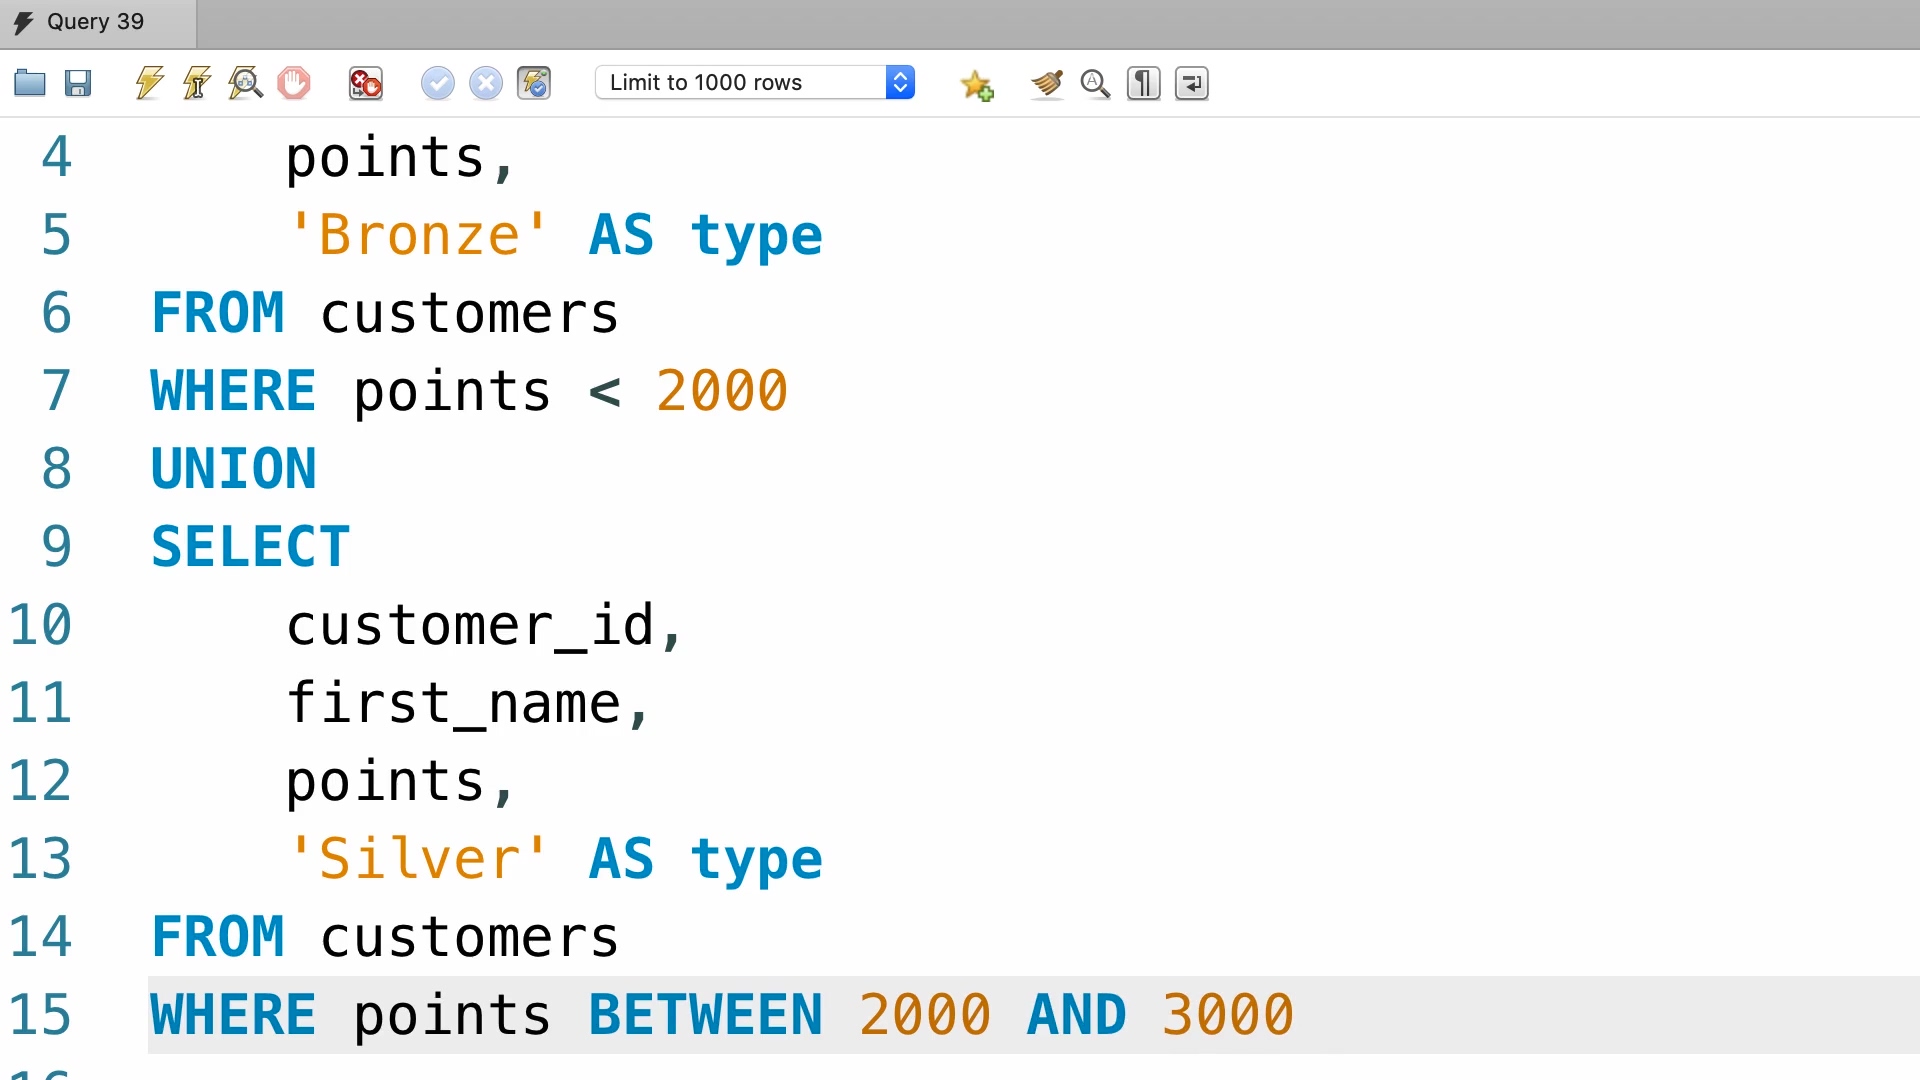 Query 39
Limit to 1000 rows
4 points,
5 'Bronze' AS type
6 FROM customers
7 WHERE points < 2000
8 UNION
9 SELECT
10 customer_id,
11 first_name,
12 points,
13 'Silver' AS type
14 FROM customers
15 WHERE points BETWEEN 2000 AND 3000
16